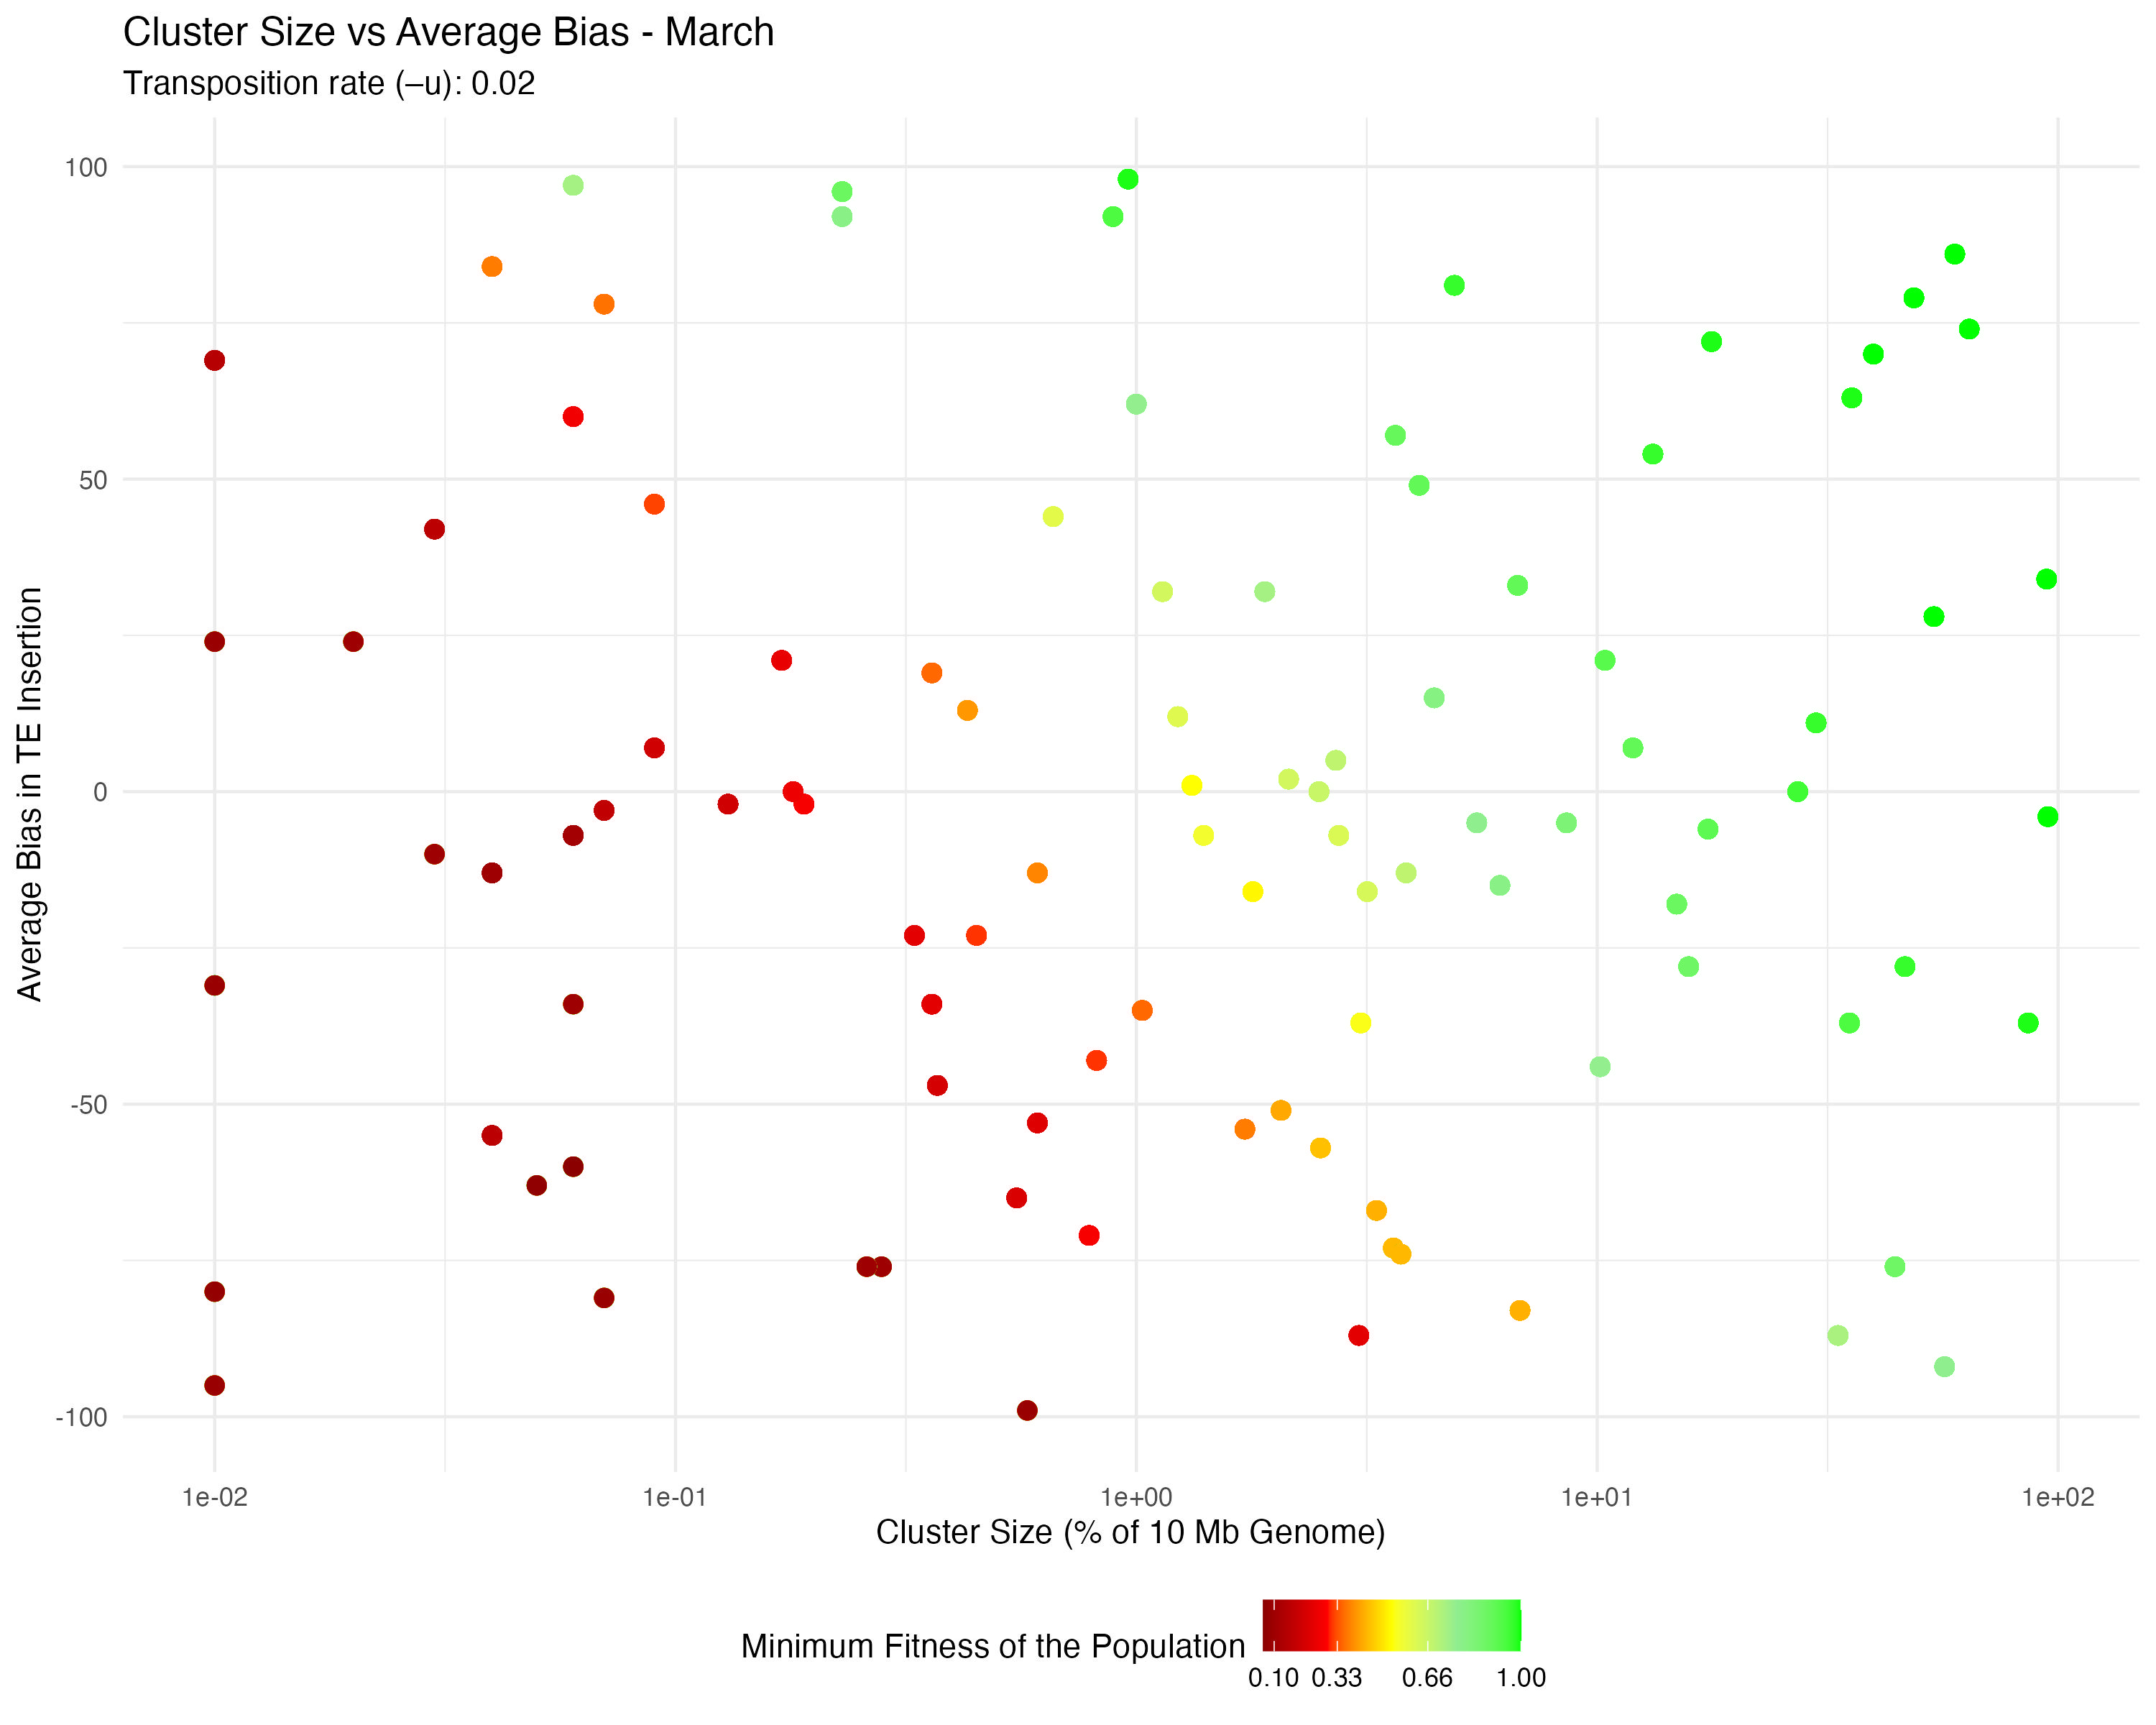 Cluster Size vs Average Bias - March
Transposition rate (−u): 0.02
Average Bias in TE Insertion
100
50
0
-50
-100
1e-02 1e-01 1e+00 1e+01 1e+02
Cluster Size (% of 10 Mb Genome)
Minimum Fitness of the Population
0.10 0.33 0.66 1.00